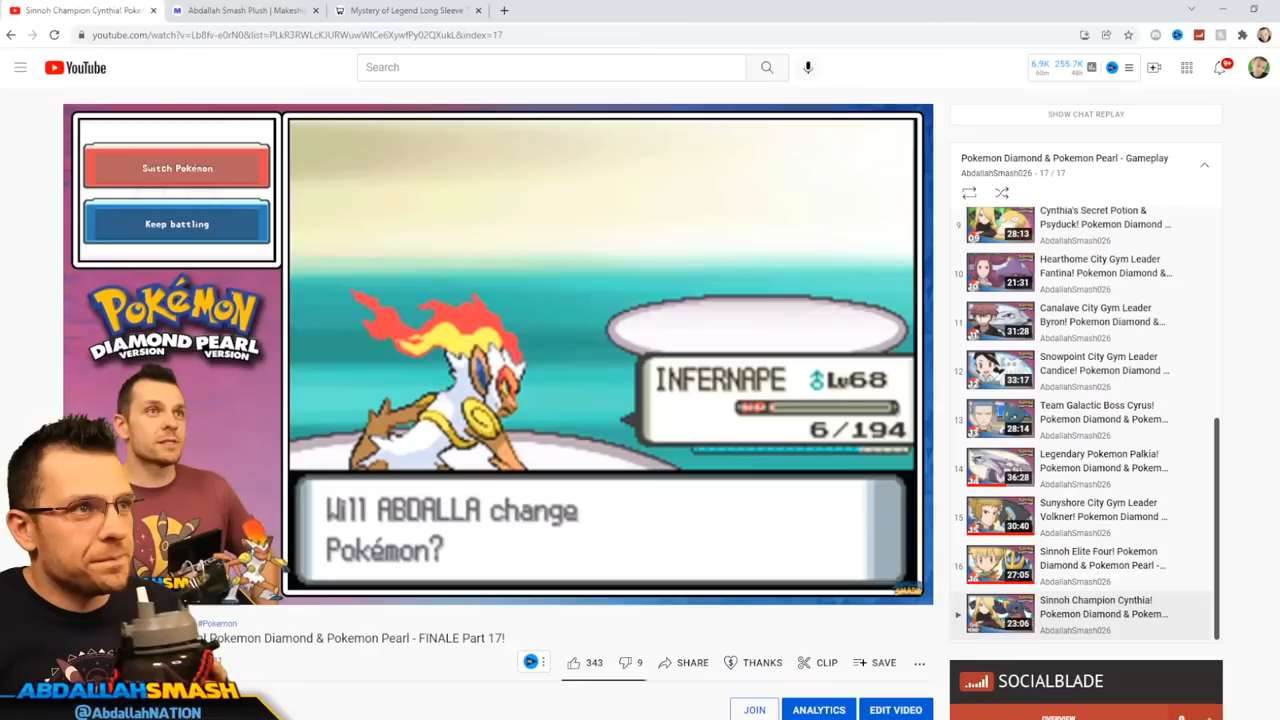 Sinnoh Champion Cynthia! Poke
Abdallah Smash Plush | Makeshi
Mystery of Legend Long Sleeve T
youtube.com/watch?v=Lb8fv-e0rN0&list=PLkR3RWLcKJURWuwWICe6XywfPy02QXukL&index=17
YouTube
Search
6.9K 255.7K
60m 48h
9+
Switch Pokémon
Keep battling
POKéMON
DIAMOND PEARL
VERSION VERSION
INFERNAPE ♂Lv68
HP
6/194
Will ABDALLA change
Pokémon?
SMASH
#Pokemon
! Pokemon Diamond & Pokemon Pearl - FINALE Part 17!
343
9
SHARE
THANKS
CLIP
SAVE
JOIN
ANALYTICS
EDIT VIDEO
ABDALLAHSMASH
@AbdallahNATION
SHOW CHAT REPLAY
Pokemon Diamond & Pokemon Pearl - Gameplay
AbdallahSmash026 - 17 / 17
9
28:13
Cynthia's Secret Potion &
Psyduck! Pokemon Diamond ...
AbdallahSmash026
10
21:31
Hearthome City Gym Leader
Fantina! Pokemon Diamond &...
AbdallahSmash026
11
31:28
Canalave City Gym Leader
Byron! Pokemon Diamond &...
AbdallahSmash026
12
33:17
Snowpoint City Gym Leader
Candice! Pokemon Diamond ...
AbdallahSmash026
13
28:14
Team Galactic Boss Cyrus!
Pokemon Diamond & Pokem...
AbdallahSmash026
14
36:28
Legendary Pokemon Palkia!
Pokemon Diamond & Pokem...
AbdallahSmash026
15
30:40
Sunyshore City Gym Leader
Volkner! Pokemon Diamond ...
AbdallahSmash026
16
27:05
Sinnoh Elite Four! Pokemon
Diamond & Pokemon Pearl -...
AbdallahSmash026
23:06
Sinnoh Champion Cynthia!
Pokemon Diamond & Pokem...
AbdallahSmash026
SOCIALBLADE
OVERVIEW